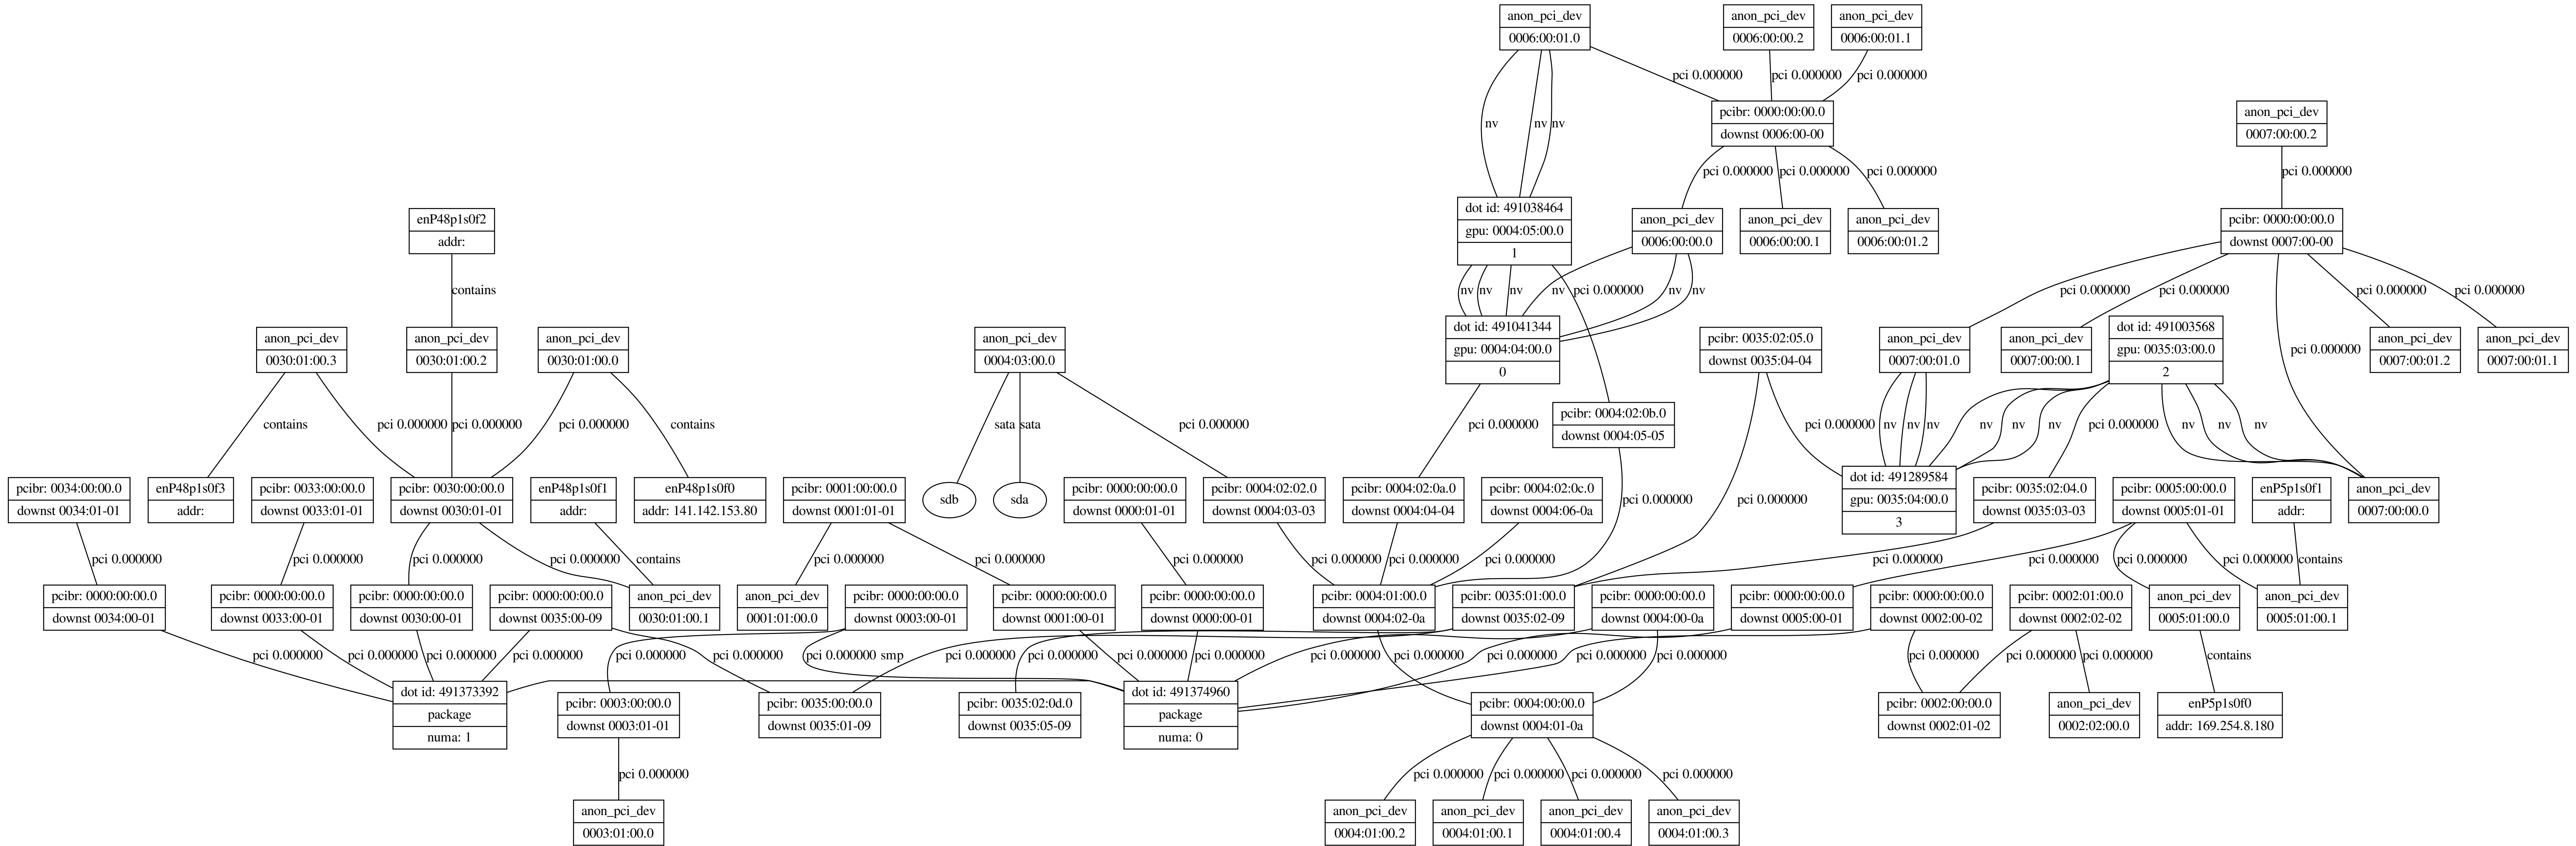 anon_pci_dev
0006:00:01.0
anon_pci_dev
0006:00:00.2
anon_pci_dev
0006:00:01.1
pci 0.000000
pci 0.000000
pci 0.000000
pcibr: 0000:00:00.0
downst 0006:00-00
anon_pci_dev
0007:00:00.2
nv
nv
nv
pci 0.000000
pci 0.000000
pci 0.000000
pci 0.000000
dot id: 491038464
gpu: 0004:05:00.0
1
anon_pci_dev
0006:00:00.0
anon_pci_dev
0006:00:00.1
anon_pci_dev
0006:00:01.2
pcibr: 0000:00:00.0
downst 0007:00-00
enP48p1s0f2
addr:
contains
nv
nv
nv
nv
pci 0.000000
nv
nv
pci 0.000000
pci 0.000000
pci 0.000000
pci 0.000000
anon_pci_dev
0030:01:00.3
anon_pci_dev
0030:01:00.2
anon_pci_dev
0030:01:00.0
anon_pci_dev
0004:03:00.0
dot id: 491041344
gpu: 0004:04:00.0
0
pcibr: 0035:02:05.0
downst 0035:04-04
anon_pci_dev
0007:00:01.0
anon_pci_dev
0007:00:00.1
dot id: 491003568
gpu: 0035:03:00.0
2
pci 0.000000
anon_pci_dev
0007:00:01.2
anon_pci_dev
0007:00:01.1
contains
pci 0.000000
pci 0.000000
pci 0.000000
contains
sata
sata
pci 0.000000
pci 0.000000
pcibr: 0004:02:0b.0
downst 0004:05-05
pci 0.000000
nv
nv
nv
nv
nv
nv
pci 0.000000
nv
nv
nv
pcibr: 0034:00:00.0
downst 0034:01-01
enP48p1s0f3
addr:
pcibr: 0033:00:00.0
downst 0033:01-01
pcibr: 0030:00:00.0
downst 0030:01-01
enP48p1s0f1
addr:
enP48p1s0f0
addr: 141.142.153.80
pcibr: 0001:00:00.0
downst 0001:01-01
sdb
sda
pcibr: 0000:00:00.0
downst 0000:01-01
pcibr: 0004:02:02.0
downst 0004:03-03
pcibr: 0004:02:0a.0
downst 0004:04-04
pcibr: 0004:02:0c.0
downst 0004:06-0a
pci 0.000000
pci 0.000000
dot id: 491289584
gpu: 0035:04:00.0
3
pcibr: 0035:02:04.0
downst 0035:03-03
pcibr: 0005:00:00.0
downst 0005:01-01
enP5p1s0f1
addr:
anon_pci_dev
0007:00:00.0
pci 0.000000
pci 0.000000
pci 0.000000
pci 0.000000
contains
pci 0.000000
pci 0.000000
pci 0.000000
pci 0.000000
pci 0.000000
pci 0.000000
pci 0.000000
pci 0.000000
pci 0.000000
pci 0.000000
contains
pcibr: 0000:00:00.0
downst 0034:00-01
pcibr: 0000:00:00.0
downst 0033:00-01
pcibr: 0000:00:00.0
downst 0030:00-01
pcibr: 0000:00:00.0
downst 0035:00-09
anon_pci_dev
0030:01:00.1
anon_pci_dev
0001:01:00.0
pcibr: 0000:00:00.0
downst 0003:00-01
pcibr: 0000:00:00.0
downst 0001:00-01
pcibr: 0000:00:00.0
downst 0000:00-01
pcibr: 0004:01:00.0
downst 0004:02-0a
pcibr: 0035:01:00.0
downst 0035:02-09
pcibr: 0000:00:00.0
downst 0004:00-0a
pcibr: 0000:00:00.0
downst 0005:00-01
pcibr: 0000:00:00.0
downst 0002:00-02
pcibr: 0002:01:00.0
downst 0002:02-02
anon_pci_dev
0005:01:00.0
anon_pci_dev
0005:01:00.1
pci 0.000000
pci 0.000000
pci 0.000000
pci 0.000000
pci 0.000000
pci 0.000000
pci 0.000000
smp
pci 0.000000
pci 0.000000
pci 0.000000
pci 0.000000
pci 0.000000
pci 0.000000
pci 0.000000
pci 0.000000
pci 0.000000
pci 0.000000
pci 0.000000
pci 0.000000
contains
dot id: 491373392
package
numa: 1
pcibr: 0003:00:00.0
downst 0003:01-01
pcibr: 0035:00:00.0
downst 0035:01-09
pcibr: 0035:02:0d.0
downst 0035:05-09
dot id: 491374960
package
numa: 0
pcibr: 0004:00:00.0
downst 0004:01-0a
pcibr: 0002:00:00.0
downst 0002:01-02
anon_pci_dev
0002:02:00.0
enP5p1s0f0
addr: 169.254.8.180
pci 0.000000
pci 0.000000
pci 0.000000
pci 0.000000
pci 0.000000
anon_pci_dev
0003:01:00.0
anon_pci_dev
0004:01:00.2
anon_pci_dev
0004:01:00.1
anon_pci_dev
0004:01:00.4
anon_pci_dev
0004:01:00.3